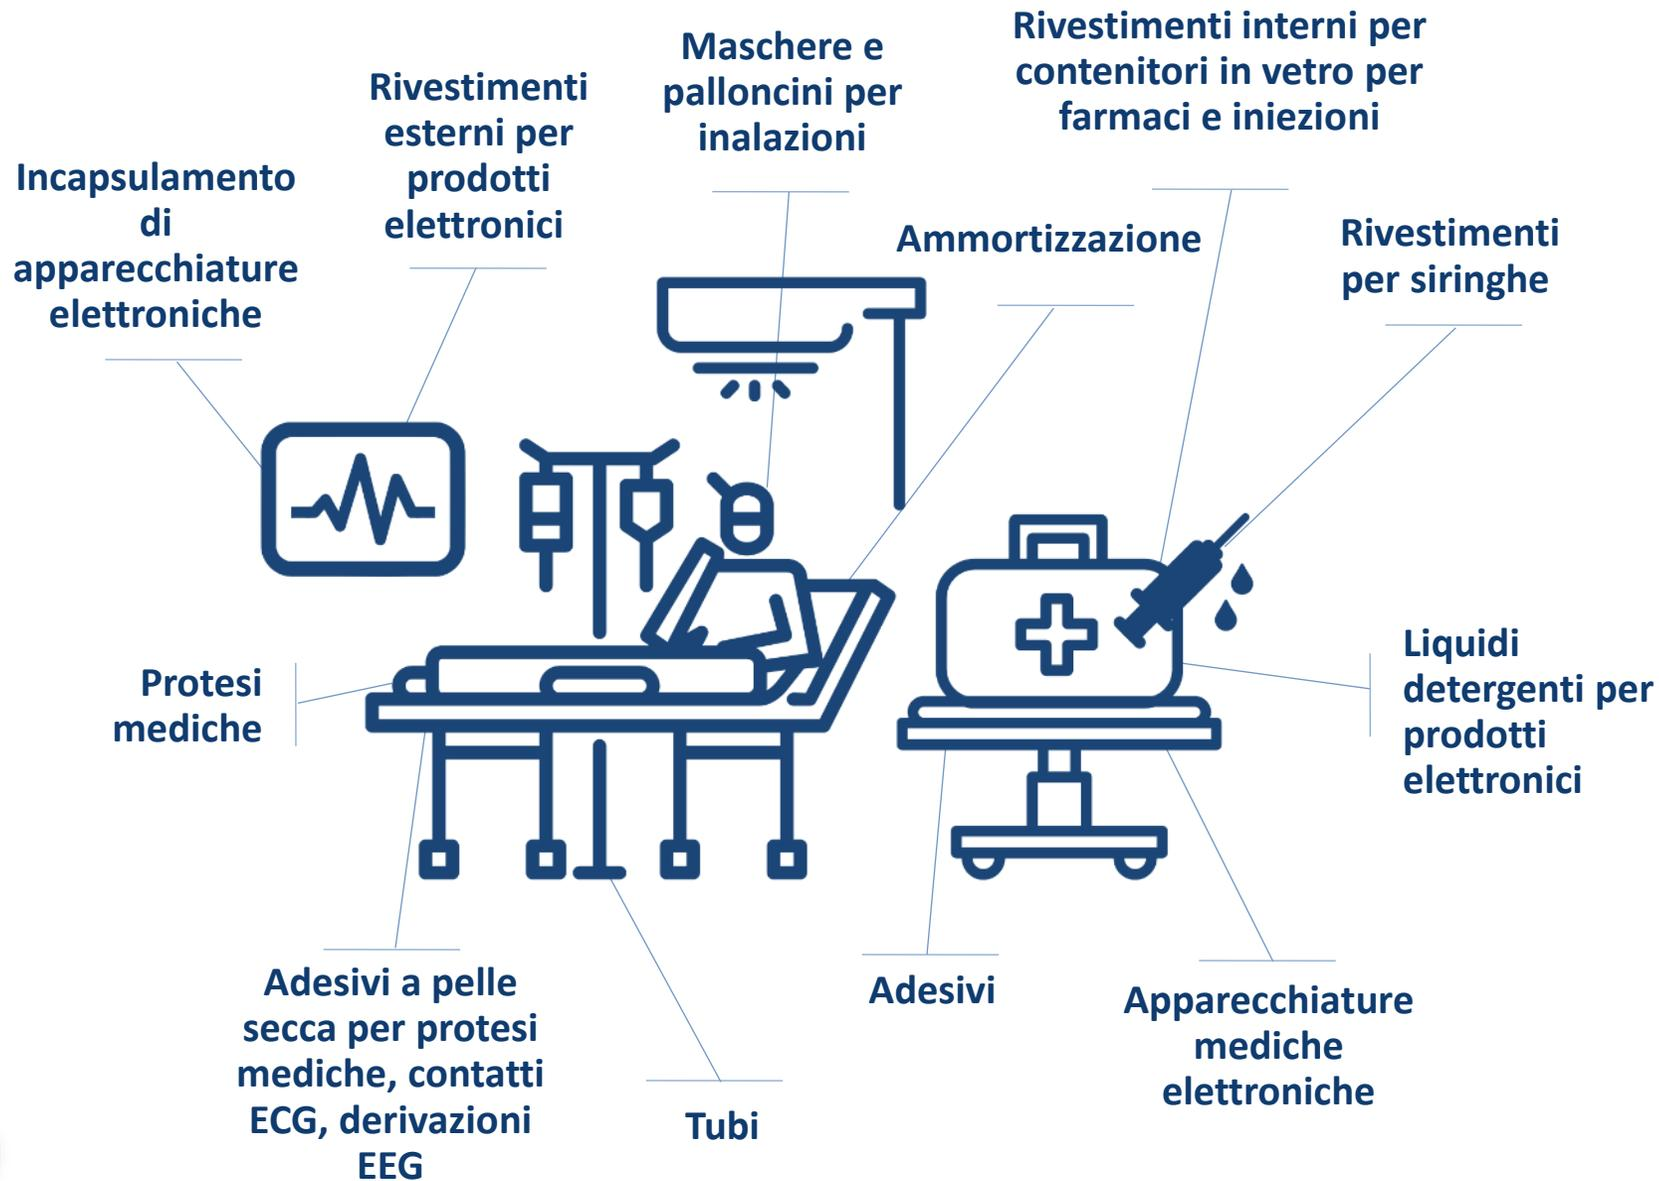 Rivestimenti interni per
contenitori in vetro per
farmaci e iniezioni
Maschere e
palloncini per
inalazioni
Rivestimenti
esterni per
prodotti
elettronici
Incapsulamento
di
apparecchiature
elettroniche
Ammortizzazione
Rivestimenti
per siringhe
Protesi
mediche
Liquidi
detergenti per
prodotti
elettronici
Adesivi a pelle
secca per protesi
mediche, contatti
ECG, derivazioni
EEG
Tubi
Adesivi
Apparecchiature
mediche
elettroniche